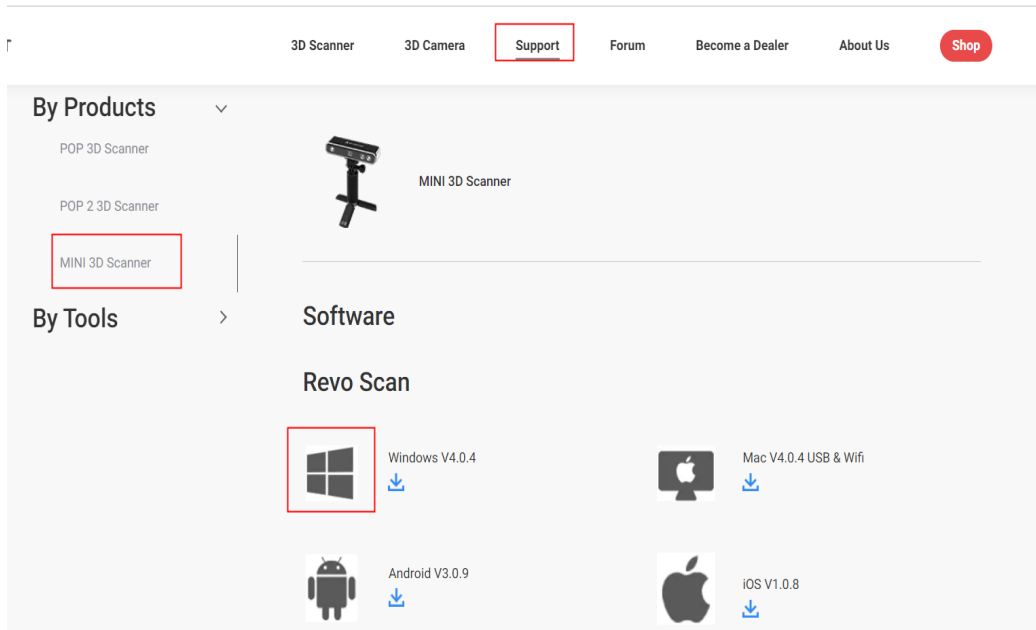 3D Scanner 3D Camera Support Forum Become a Dealer About Us Shop
By Products
POP 3D Scanner
POP 2 3D Scanner
MINI 3D Scanner
By Tools
MINI 3D Scanner
Software
Revo Scan
Windows V4.0.4
Mac V4.0.4 USB & Wifi
Android V3.0.9
iOS V1.0.8